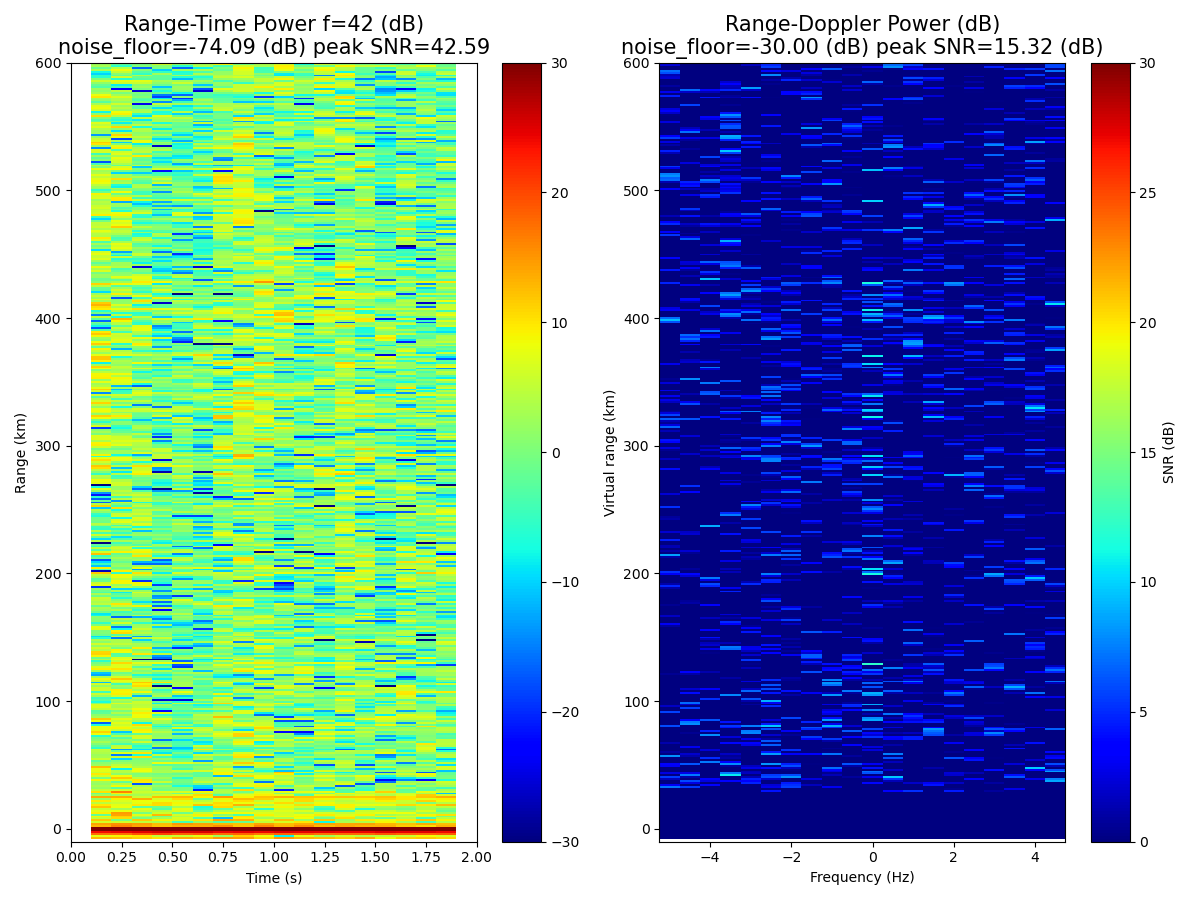 Range-Time Power f=42 (dB)
noise_floor=-74.09 (dB) peak SNR=42.59
600
500
400
300
200
100
0
Range (km)
0.00 0.25 0.50 0.75 1.00 1.25 1.50 1.75 2.00
Time (s)
30
20
10
0
−10
−20
−30
Range-Doppler Power (dB)
noise_floor=-30.00 (dB) peak SNR=15.32 (dB)
600
500
400
300
200
100
0
Virtual range (km)
−4 −2 0 2 4
Frequency (Hz)
30
25
20
15
10
5
0
SNR (dB)